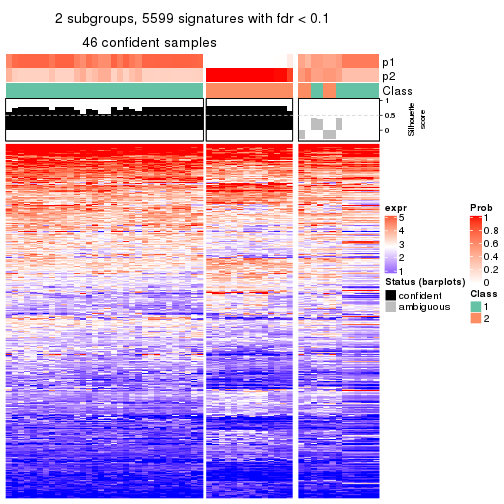 2 subgroups, 5599 signatures with fdr < 0.1
46 confident samples
p1
p2
Class
1
0.5
0
Silhouette
score
expr
5
4
3
2
1
Status (barplots)
confident
ambiguous
Prob
1
0.8
0.6
0.4
0.2
0
Class
1
2